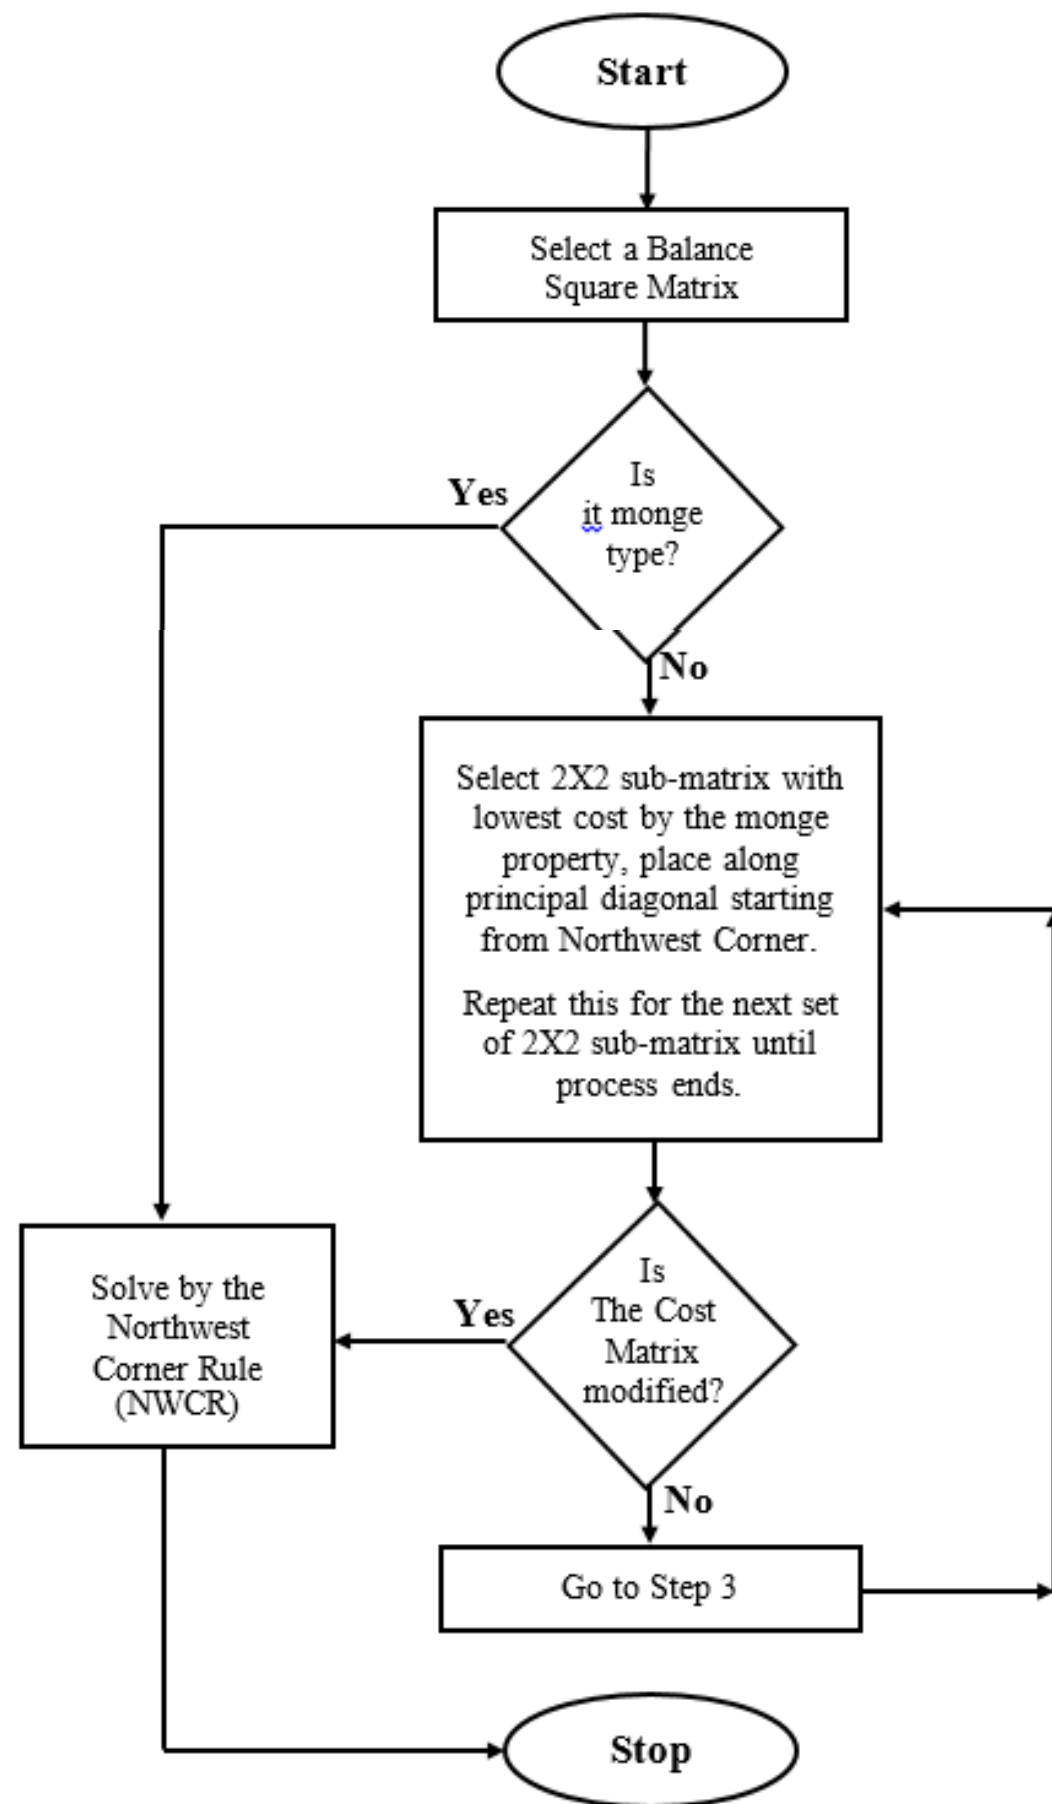 Start
Select a Balance
Square Matrix
Yes
Is
it monge
type?
No
Select 2X2 sub-matrix with
lowest cost by the monge
property, place along
principal diagonal starting
from Northwest Corner.
Repeat this for the next set
of 2X2 sub-matrix until
process ends.
Solve by the
Northwest
Corner Rule
(NWCR)
Yes
Is
The Cost
Matrix
modified?
No
Go to Step 3
Stop